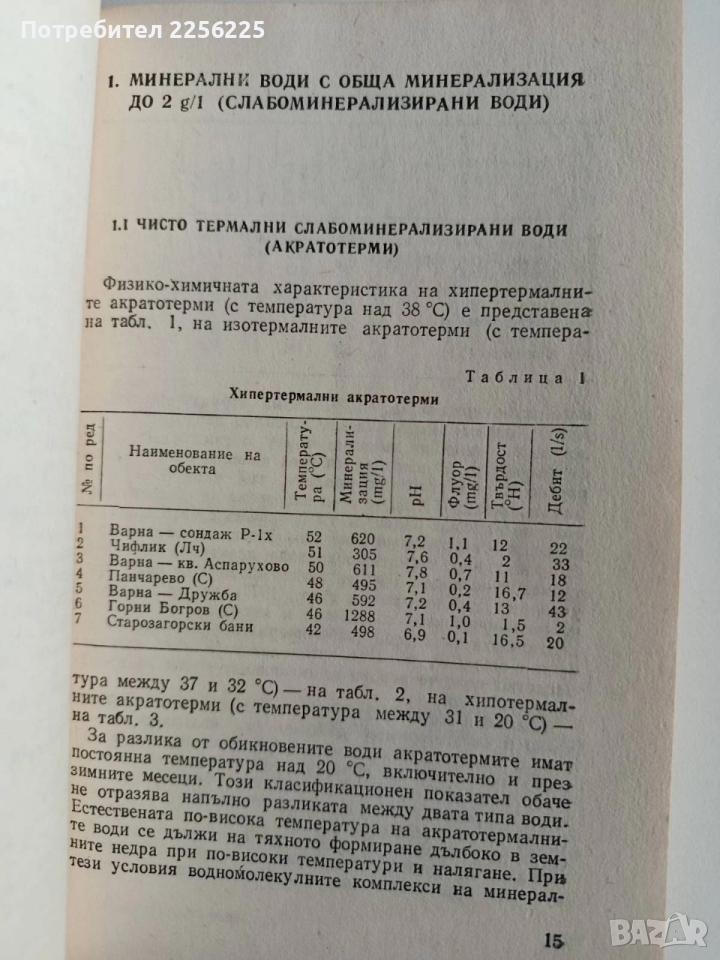 Потребител 2256225
1. МИНЕРАЛНИ ВОДИ С ОБЩА МИНЕРАЛИЗАЦИЯ
ДО 2 g/l (СЛАБОМИНЕРАЛИЗИРАНИ ВОДИ)
1.1 ЧИСТО ТЕРМАЛНИ СЛАБОМИНЕРАЛИЗИРАНИ ВОДИ
(АКРАТОТЕРМИ)
Физико-химичната характеристика на хипертермални-
те акратотерми (с температура над 38 °C) е представена
на табл. 1, на изотермалните акратотерми (с темпера-
Таблица 1
Хипертермални акратотерми
№ по ред | Наименование на обекта | Температу-ра (°C) | Минерали-зация (mg/l) | pH | Флуор (mg/l) | Твърдост (°H) | Дебит (l/s)
1 Варна — сондаж Р-1х 52 620 7,2 1,1 12 22
2 Чифлик (Лч) 51 305 7,6 0,4 2 33
3 Варна — кв. Аспарухово 50 611 7,8 0,7 11 18
4 Панчарево (С) 48 495 7,1 0,2 16,7 12
5 Варна — Дружба 46 592 7,2 0,4 13 43
6 Горни Богров (С) 46 1288 7,1 1,0 1,5 2
7 Старозагорски бани 42 498 6,9 0,1 16,5 20
тура между 37 и 32 °C) — на табл. 2, на хипотермал-
ните акратотерми (с температура между 31 и 20 °C) —
на табл. 3.
За разлика от обикновените води акратотермите имат
постоянна температура над 20 °C, включително и през
зимните месеци. Този класификационен показател обаче
не отразява напълно разликата между двата типа води.
Естествената по-висока температура на акратотермални-
те води се дължи на тяхното формиране дълбоко в зем-
ните недра при по-високи температури и налягане. При
тези условия водномолекулните комплекси на минерал-
15
BAZAR